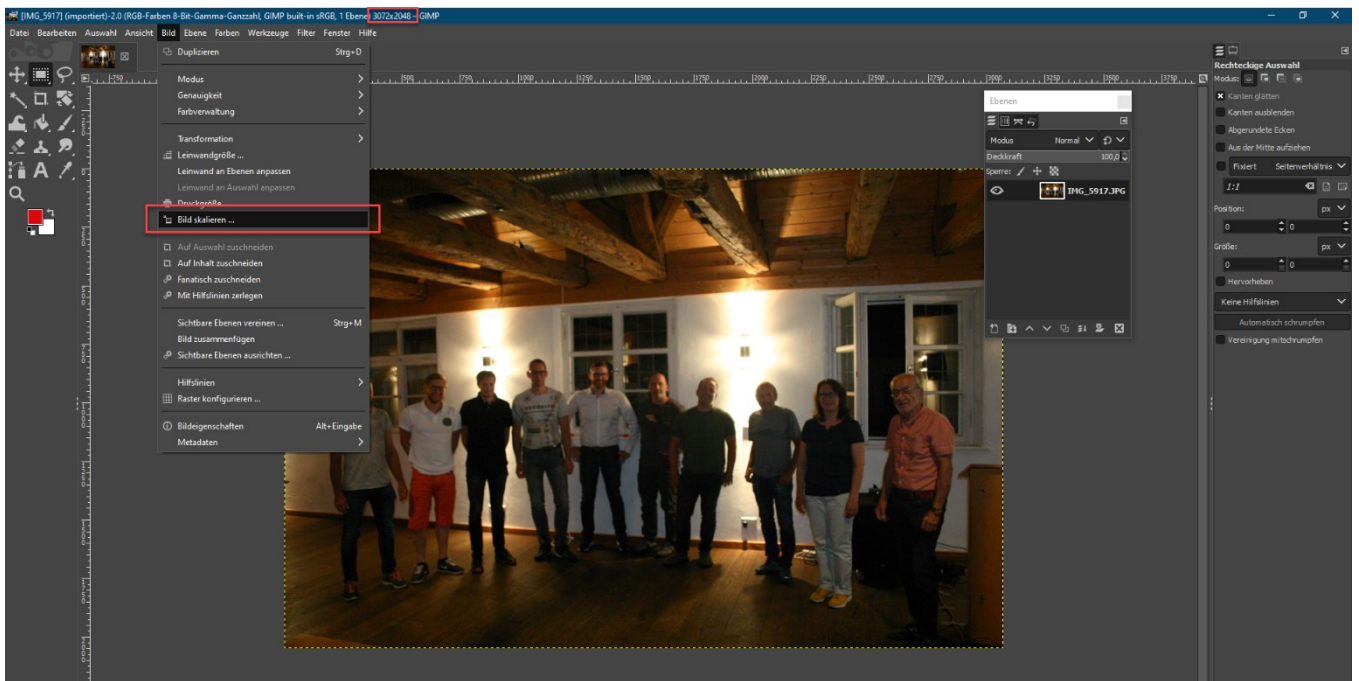 [IMG_5917] (importiert)-2.0 (RGB-Farben 8-Bit-Gamma-Ganzzahl, GIMP built-in sRGB, 1 Ebene) 3072x2048 – GIMP
Datei Bearbeiten Auswahl Ansicht Bild Ebene Farben Werkzeuge Filter Fenster Hilfe
Duplizieren Strg+D
Modus
Genauigkeit
Farbverwaltung
Transformation
Leinwandgröße ...
Leinwand an Ebenen anpassen
Leinwand an Auswahl anpassen
Druckgröße
Bild skalieren ...
Auf Auswahl zuschneiden
Auf Inhalt zuschneiden
Fanatisch zuschneiden
Mit Hilfslinien zerlegen
Sichtbare Ebenen vereinen ... Strg+M
Bild zusammenfügen
Sichtbare Ebenen ausrichten ...
Hilfslinien
Raster konfigurieren ...
Bildeigenschaften Alt+Eingabe
Metadaten
Ebenen
Modus Normal
Deckkraft 100,0
Sperre:
IMG_5917.JPG
Rechteckige Auswahl
Modus:
Kanten glätten
Kanten ausblenden
Abgerundete Ecken
Aus der Mitte aufziehen
Fixiert Seitenverhältnis
1:1
Position: px
0 0
Größe: px
0 0
Hervorheben
Keine Hilfslinien
Automatisch schrumpfen
Vereinigung mitschrumpfen